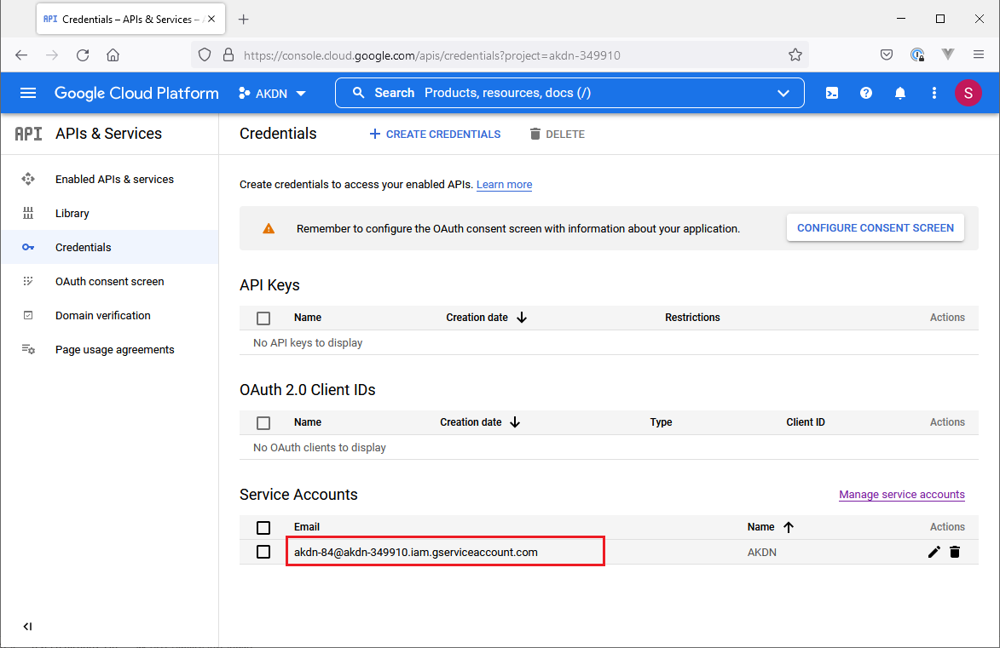 API Credentials – APIs & Services –
https://console.cloud.google.com/apis/credentials?project=akdn-349910
Google Cloud Platform AKDN Search Products, resources, docs (/) S
API APIs & Services
Credentials CREATE CREDENTIALS DELETE
Enabled APIs & services
Library
Credentials
OAuth consent screen
Domain verification
Page usage agreements
Create credentials to access your enabled APIs. Learn more
Remember to configure the OAuth consent screen with information about your application. CONFIGURE CONSENT SCREEN
API Keys
Name Creation date Restrictions Actions
No API keys to display
OAuth 2.0 Client IDs
Name Creation date Type Client ID Actions
No OAuth clients to display
Service Accounts Manage service accounts
Email Name Actions
akdn-84@akdn-349910.iam.gserviceaccount.com AKDN